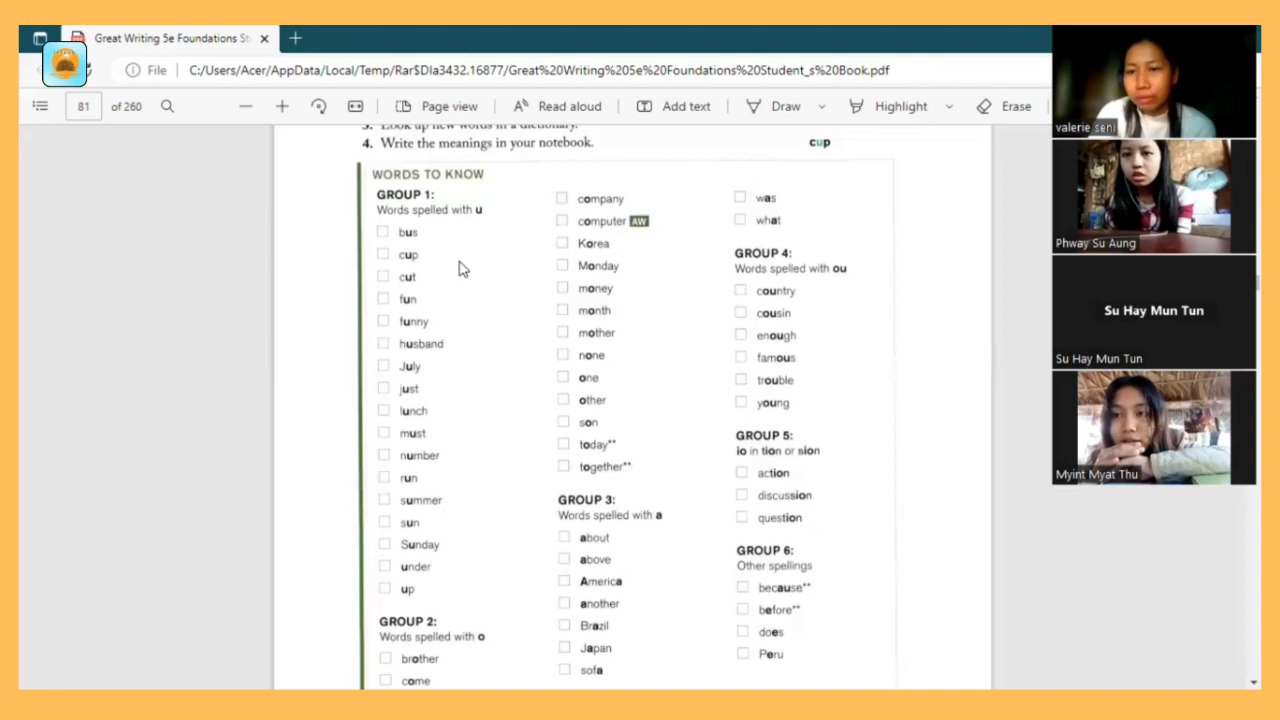 Great Writing 5e Foundations St
File
C:/Users/Acer/AppData/Local/Temp/Rar$DIa3432.16877/Great%20Writing%205e%20Foundations%20Student_s%20Book.pdf
81 of 260
Page view
Read aloud
Add text
Draw
Highlight
Erase
3. Look up new words in a dictionary.
4. Write the meanings in your notebook.
cup
WORDS TO KNOW
GROUP 1:
Words spelled with u
bus
cup
cut
fun
funny
husband
July
just
lunch
must
number
run
summer
sun
Sunday
under
up
GROUP 2:
Words spelled with o
brother
come
company
computer AW
Korea
Monday
money
month
mother
none
one
other
son
today**
together**
GROUP 3:
Words spelled with a
about
above
America
another
Brazil
Japan
sofa
was
what
GROUP 4:
Words spelled with ou
country
cousin
enough
famous
trouble
young
GROUP 5:
io in tion or sion
action
discussion
question
GROUP 6:
Other spellings
because**
before**
does
Peru
valerie seni
Phway Su Aung
Su Hay Mun Tun
Su Hay Mun Tun
Myint Myat Thu